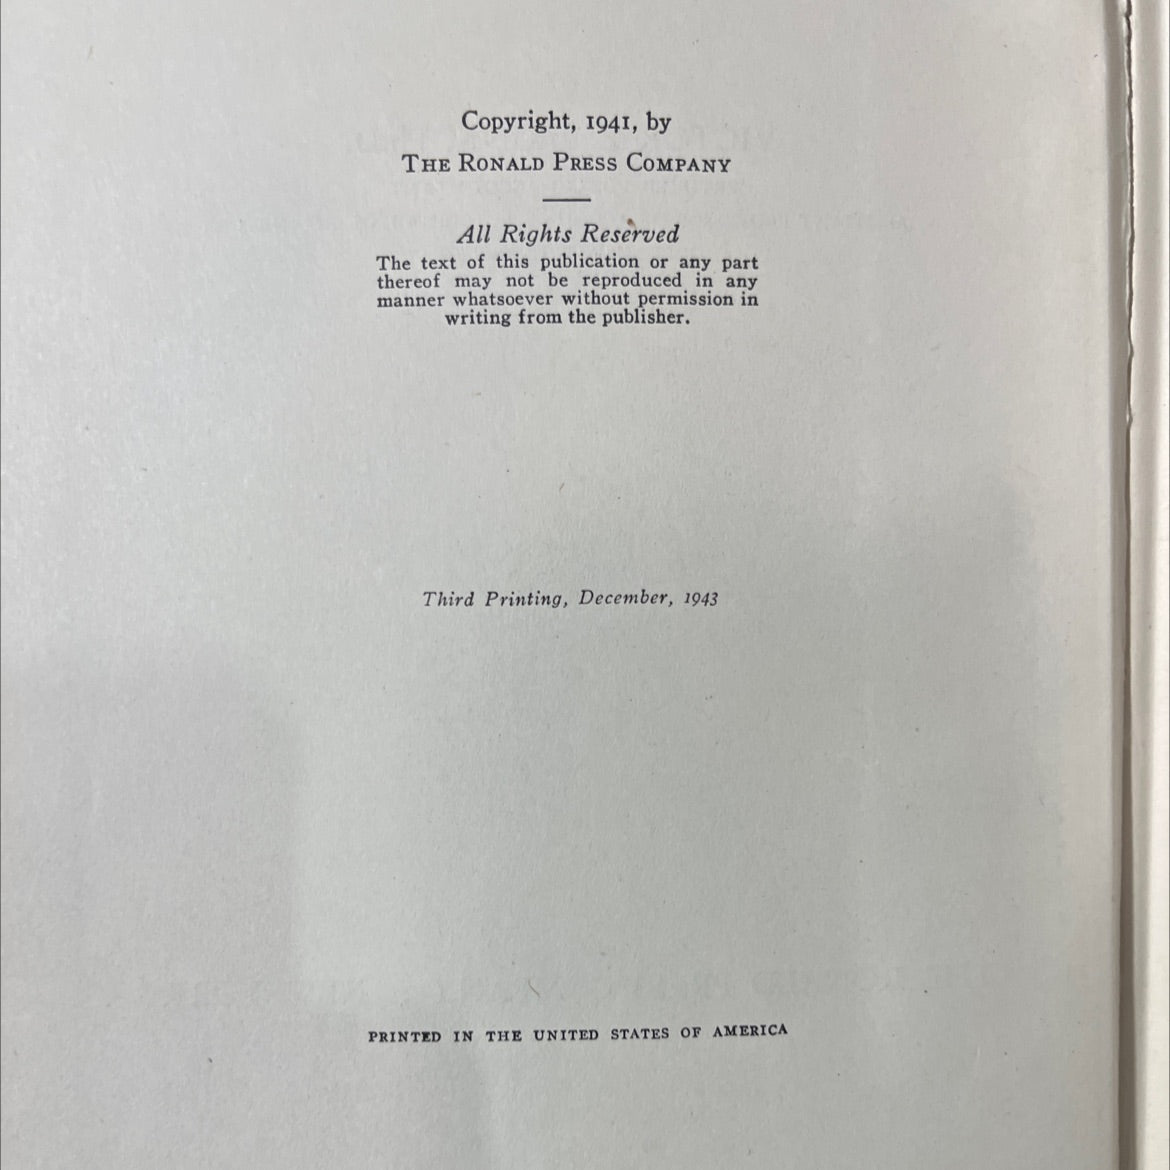 Copyright, 1941, by
THE RONALD PRESS COMPANY
All Rights Reserved
The text of this publication or any part
thereof may not be reproduced in any
manner whatsoever without permission in
writing from the publisher.
Third Printing, December, 1943
PRINTED IN THE UNITED STATES OF AMERICA